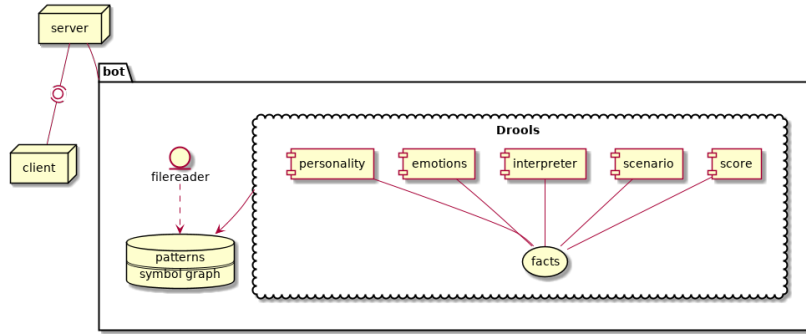 server
bot
client
Drools
personality
emotions
interpreter
scenario
score
filereader
patterns
symbol graph
facts